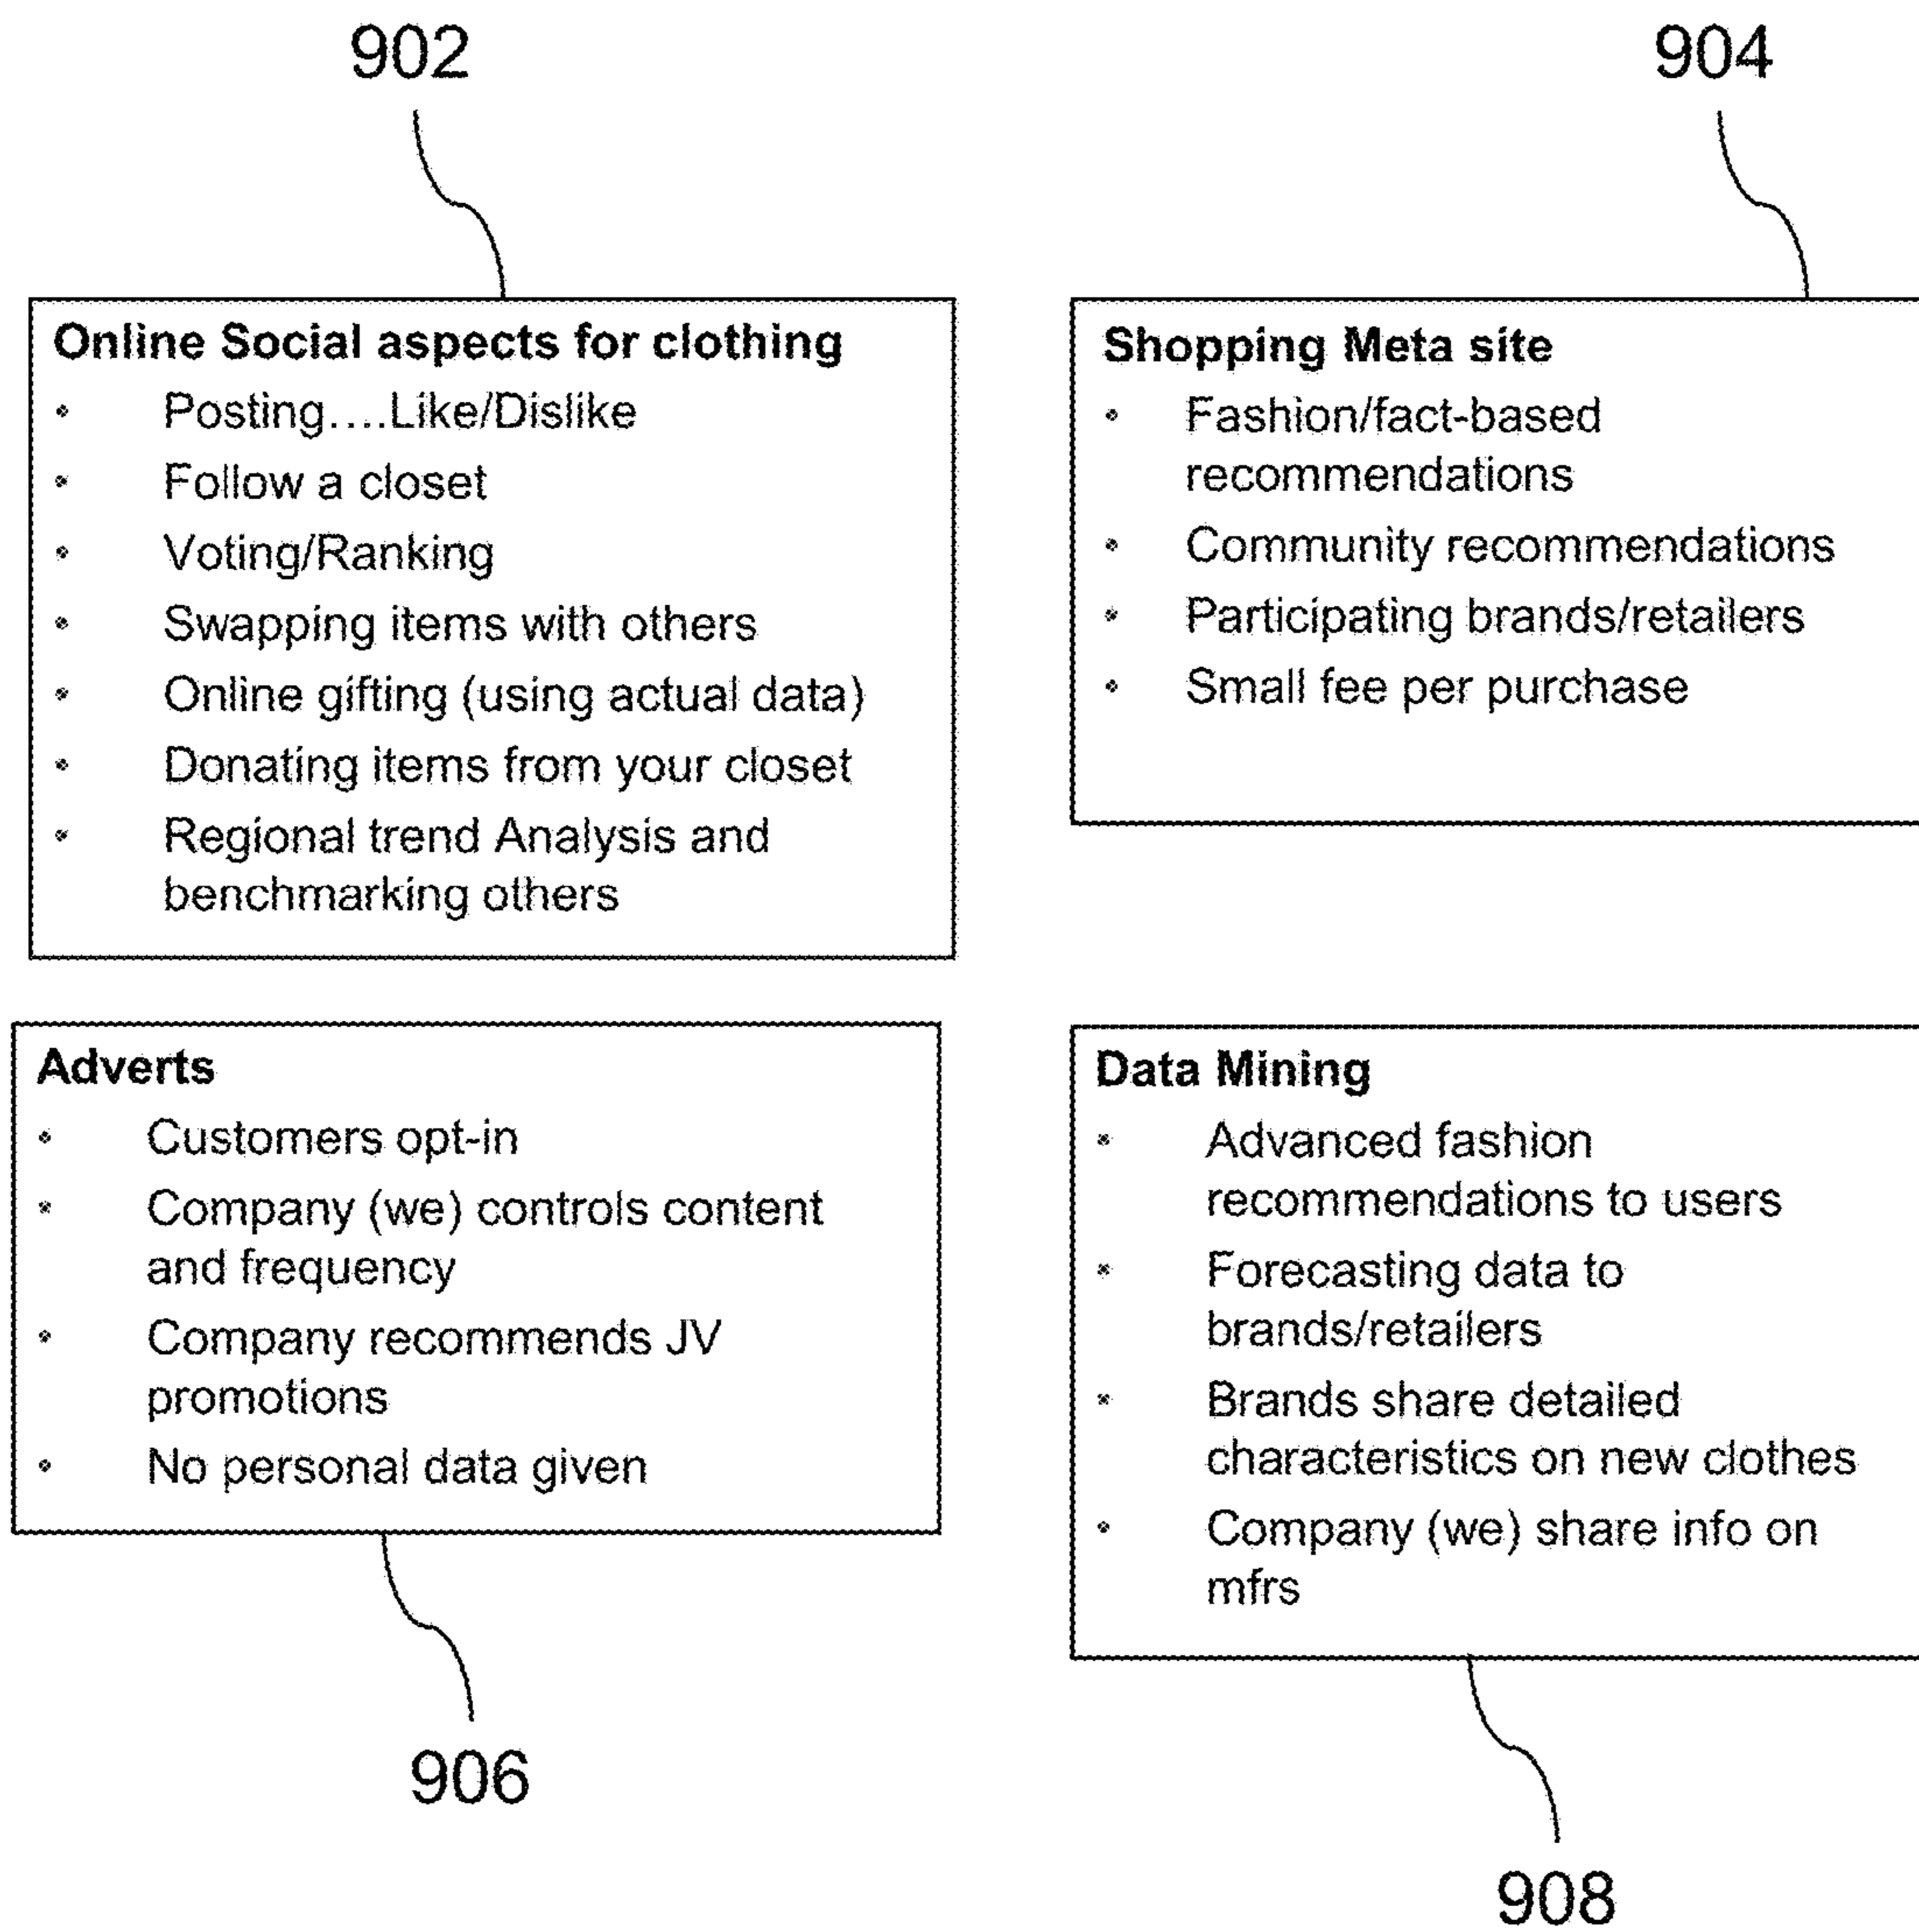 902
904
Online Social aspects for clothing
• Posting....Like/Dislike
• Follow a closet
• Voting/Ranking
• Swapping items with others
• Online gifting (using actual data)
• Donating items from your closet
• Regional trend Analysis and
benchmarking others
Shopping Meta site
• Fashion/fact-based
recommendations
• Community recommendations
• Participating brands/retailers
• Small fee per purchase
Adverts
• Customers opt-in
• Company (we) controls content
and frequency
• Company recommends JV
promotions
• No personal data given
906
Data Mining
• Advanced fashion
recommendations to users
• Forecasting data to
brands/retailers
• Brands share detailed
characteristics on new clothes
• Company (we) share info on
mfrs
908